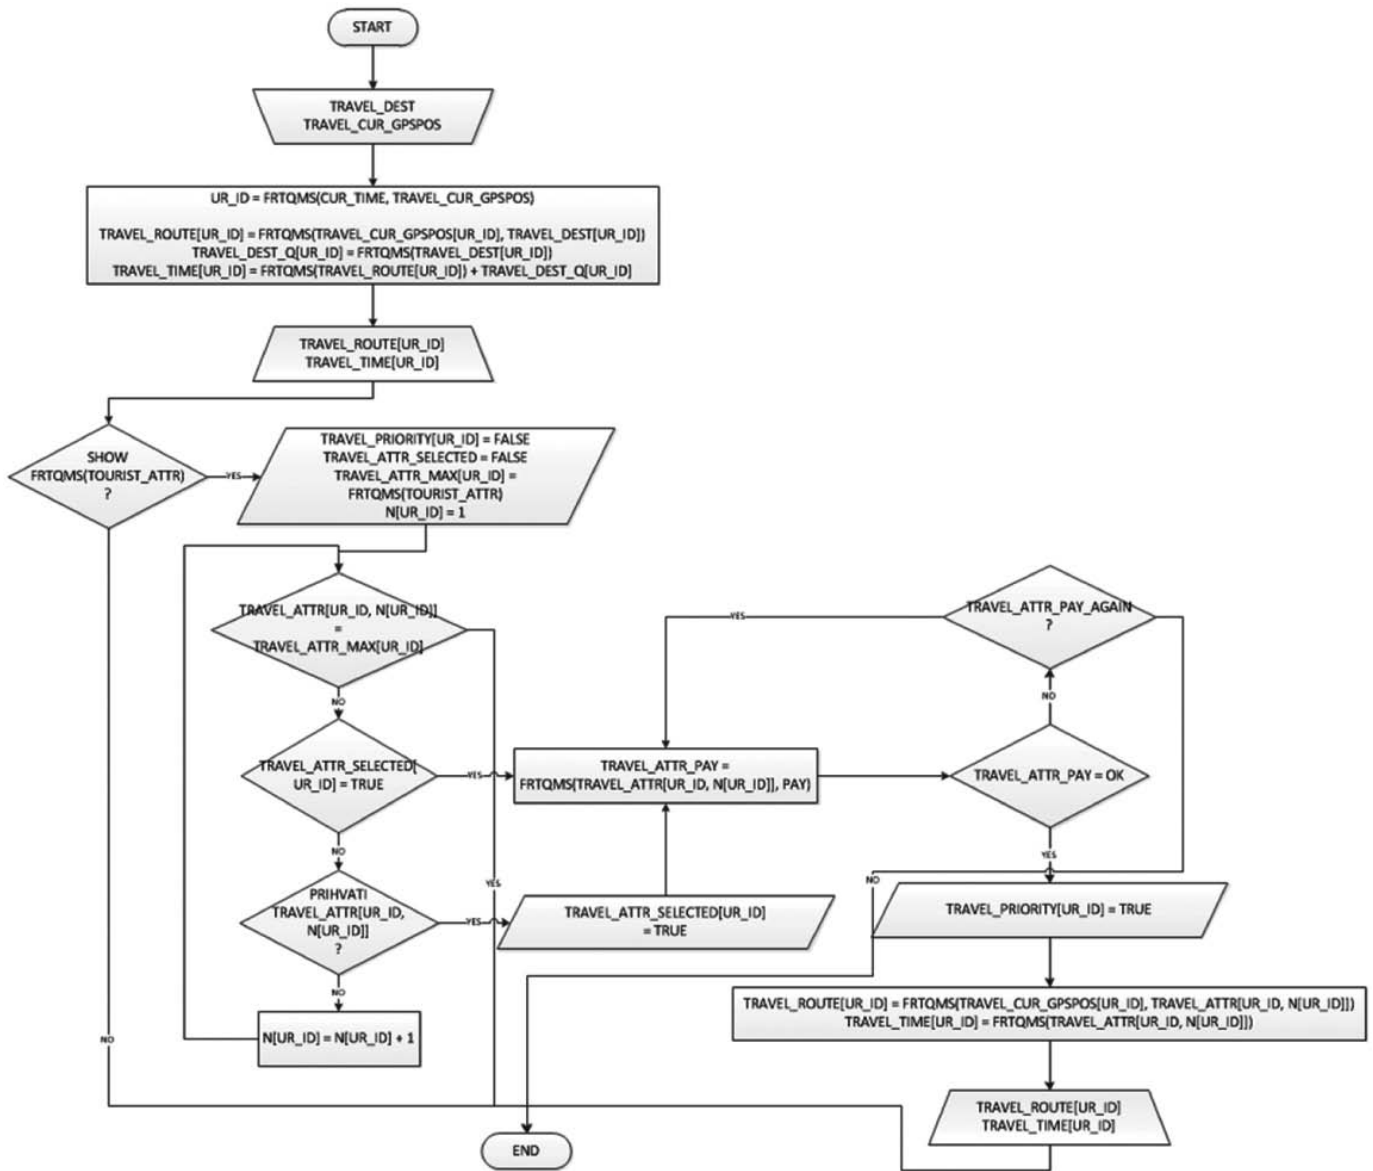 START
TRAVEL_DEST
TRAVEL_CUR_GPSPOS
UR_ID = FRTQMS(CUR_TIME, TRAVEL_CUR_GPSPOS)
TRAVEL_ROUTE[UR_ID] = FRTQMS(TRAVEL_CUR_GPSPOS[UR_ID], TRAVEL_DEST[UR_ID])
TRAVEL_DEST_Q[UR_ID] = FRTQMS(TRAVEL_DEST[UR_ID])
TRAVEL_TIME[UR_ID] = FRTQMS(TRAVEL_ROUTE[UR_ID]) + TRAVEL_DEST_Q[UR_ID]
TRAVEL_ROUTE[UR_ID]
TRAVEL_TIME[UR_ID]
SHOW
FRTQMS(TOURIST_ATTR)
?
YES
TRAVEL_PRIORITY[UR_ID] = FALSE
TRAVEL_ATTR_SELECTED = FALSE
TRAVEL_ATTR_MAX[UR_ID] =
FRTQMS(TOURIST_ATTR)
N[UR_ID] = 1
TRAVEL_ATTR[UR_ID, N[UR_ID]]
=
TRAVEL_ATTR_MAX[UR_ID]
NO
YES
TRAVEL_ATTR_PAY_AGAIN
?
NO
TRAVEL_ATTR_SELECTED[
UR_ID] = TRUE
YES
TRAVEL_ATTR_PAY =
FRTQMS(TRAVEL_ATTR[UR_ID, N[UR_ID]], PAY)
TRAVEL_ATTR_PAY = OK
NO
YES
YES
NO
PRIHVATI
TRAVEL_ATTR[UR_ID,
N[UR_ID]]
?
YES
TRAVEL_ATTR_SELECTED[UR_ID]
= TRUE
TRAVEL_PRIORITY[UR_ID] = TRUE
NO
N[UR_ID] = N[UR_ID] + 1
NO
TRAVEL_ROUTE[UR_ID] = FRTQMS(TRAVEL_CUR_GPSPOS[UR_ID], TRAVEL_ATTR[UR_ID, N[UR_ID]])
TRAVEL_TIME[UR_ID] = FRTQMS(TRAVEL_ATTR[UR_ID, N[UR_ID]])
TRAVEL_ROUTE[UR_ID]
TRAVEL_TIME[UR_ID]
END